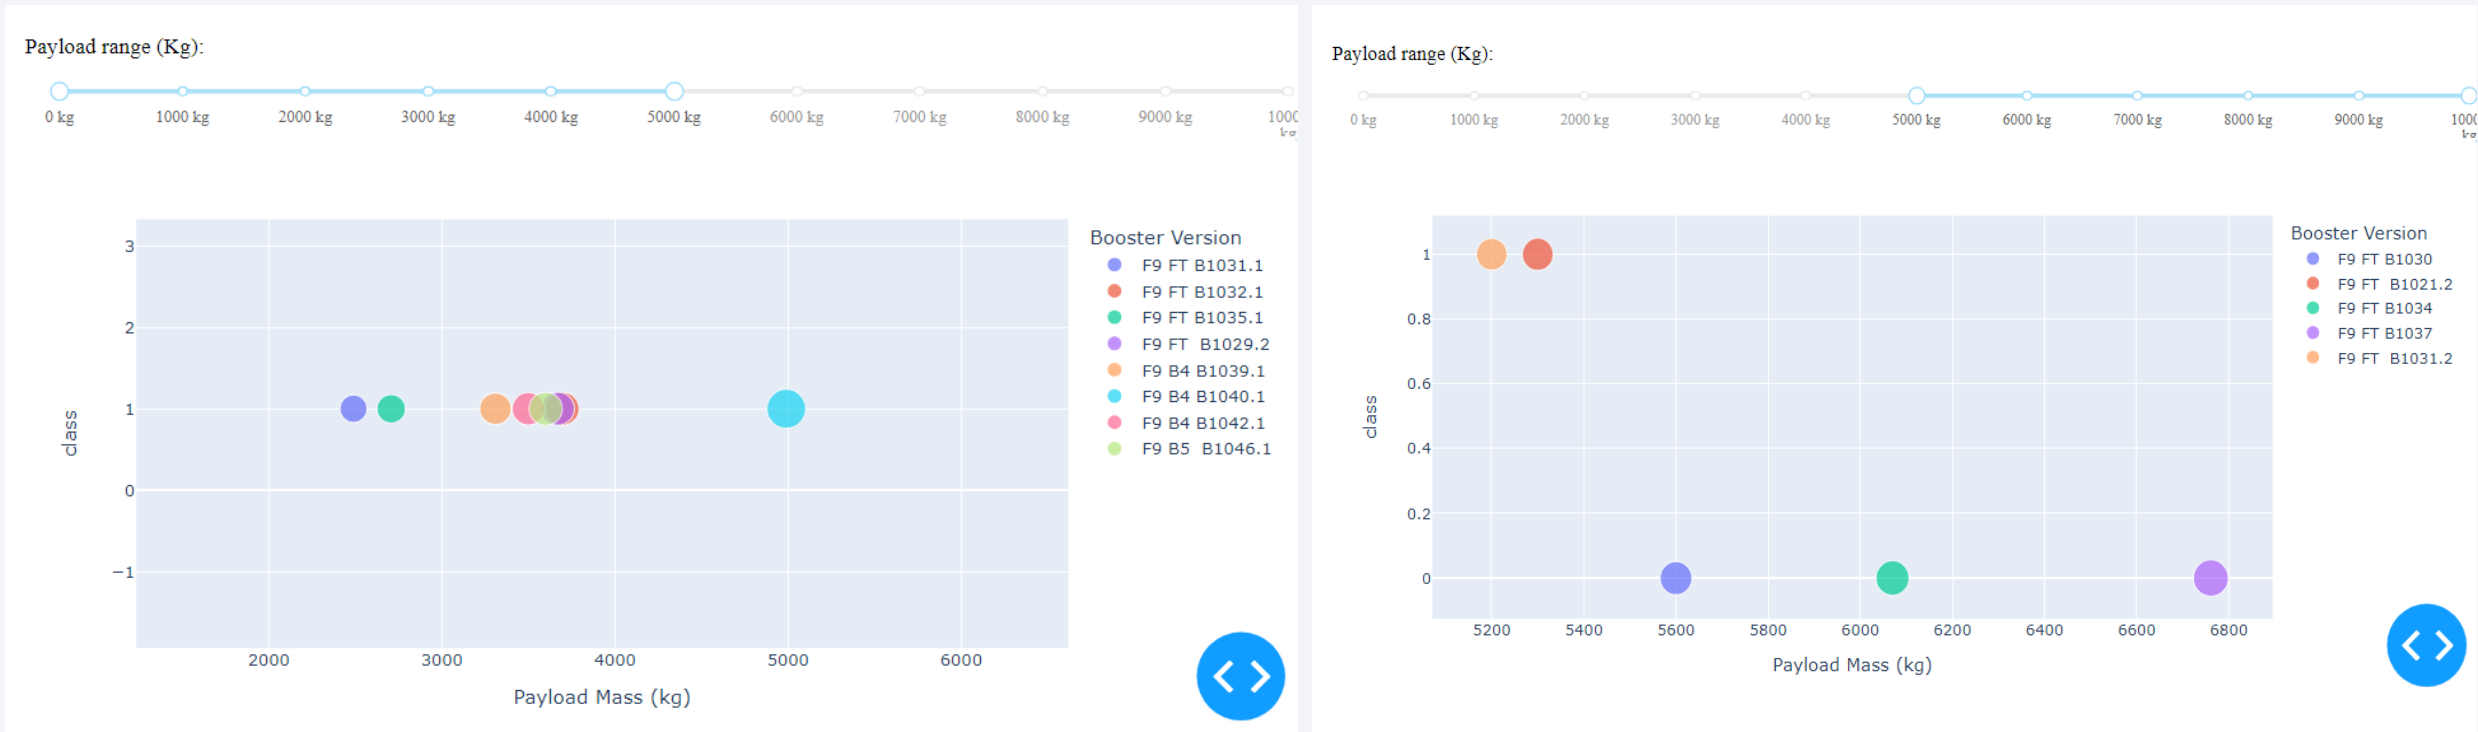 Payload range (Kg):
0 kg 1000 kg 2000 kg 3000 kg 4000 kg 5000 kg 6000 kg 7000 kg 8000 kg 9000 kg 1000
kg
3
2
1
0
−1
class
2000 3000 4000 5000 6000
Payload Mass (kg)
Booster Version
F9 FT B1031.1
F9 FT B1032.1
F9 FT B1035.1
F9 FT B1029.2
F9 B4 B1039.1
F9 B4 B1040.1
F9 B4 B1042.1
F9 B5 B1046.1
Payload range (Kg):
0 kg 1000 kg 2000 kg 3000 kg 4000 kg 5000 kg 6000 kg 7000 kg 8000 kg 9000 kg 1000
kg
1
0.8
0.6
0.4
0.2
0
class
5200 5400 5600 5800 6000 6200 6400 6600 6800
Payload Mass (kg)
Booster Version
F9 FT B1030
F9 FT B1021.2
F9 FT B1034
F9 FT B1037
F9 FT B1031.2